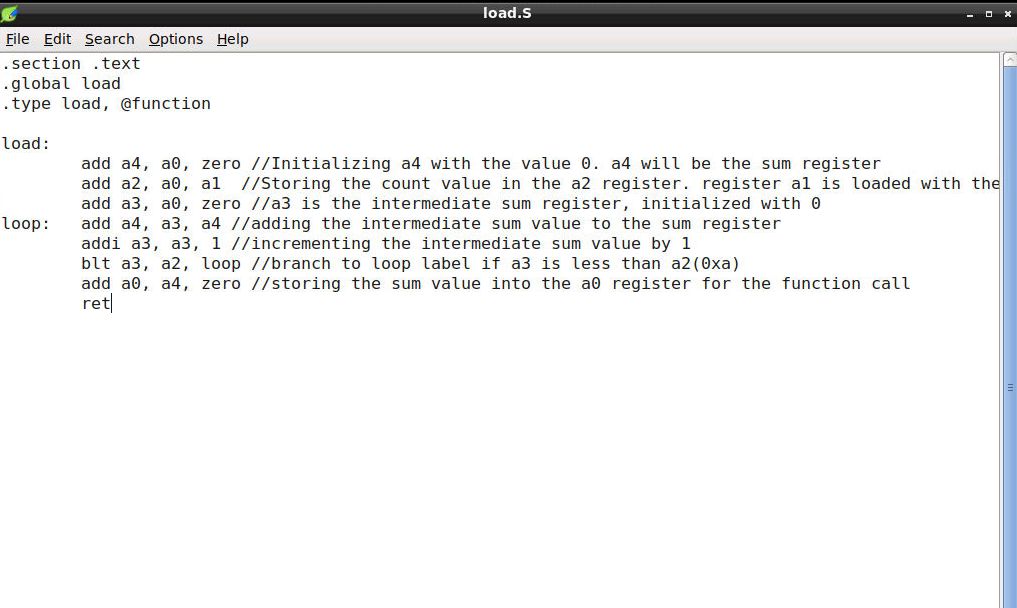 load.S
File Edit Search Options Help
.section .text
.global load
.type load, @function
load:
add a4, a0, zero //Initializing a4 with the value 0. a4 will be the sum register
add a2, a0, a1  //Storing the count value in the a2 register. register a1 is loaded with the
add a3, a0, zero //a3 is the intermediate sum register, initialized with 0
loop:   add a4, a3, a4 //adding the intermediate sum value to the sum register
addi a3, a3, 1 //incrementing the intermediate sum value by 1
blt a3, a2, loop //branch to loop label if a3 is less than a2(0xa)
add a0, a4, zero //storing the sum value into the a0 register for the function call
ret